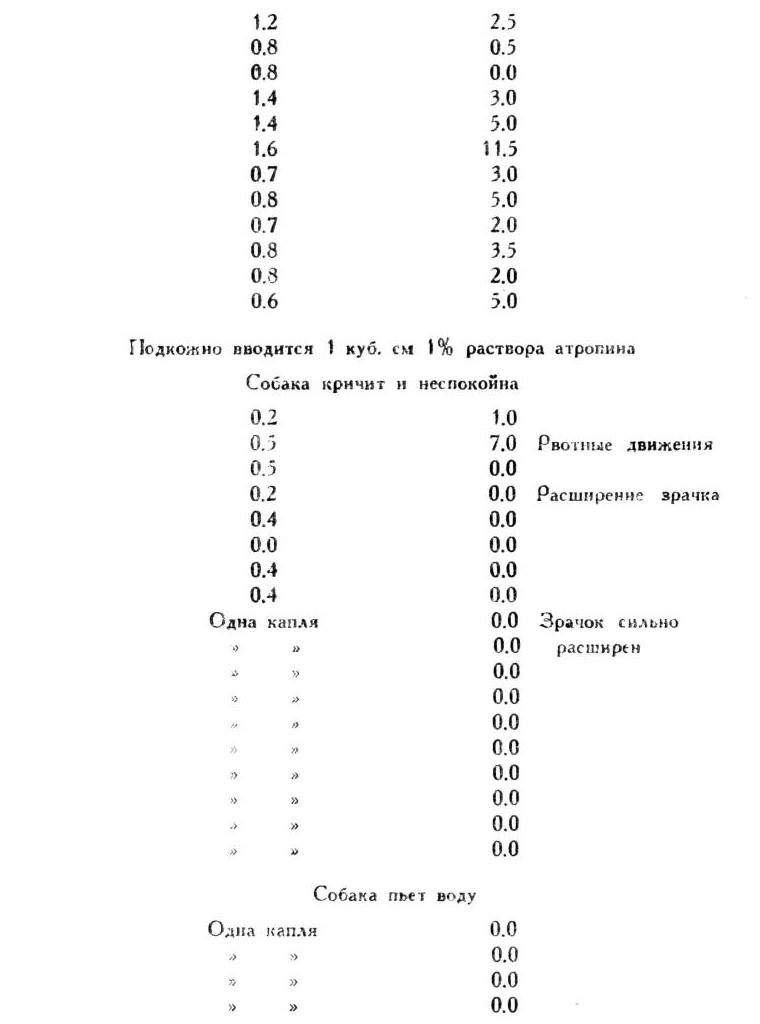 1.2 2.5
0.8 0.5
0.8 0.0
1.4 3.0
1.4 5.0
1.6 11.5
0.7 3.0
0.8 5.0
0.7 2.0
0.8 3.5
0.8 2.0
0.6 5.0
Подкожно вводится 1 куб. см 1% раствора атропина
Собака кричит и неспокойна
0.2 1.0
0.5 7.0 Рвотные движения
0.5 0.0
0.2 0.0 Расширение зрачка
0.4 0.0
0.0 0.0
0.4 0.0
0.4 0.0
Одна капля 0.0 Зрачок сильно
» » 0.0 расширен
» » 0.0
» » 0.0
» » 0.0
» » 0.0
» » 0.0
» » 0.0
» » 0.0
» » 0.0
Собака пьет воду
Одна капля 0.0
» » 0.0
» » 0.0
» » 0.0